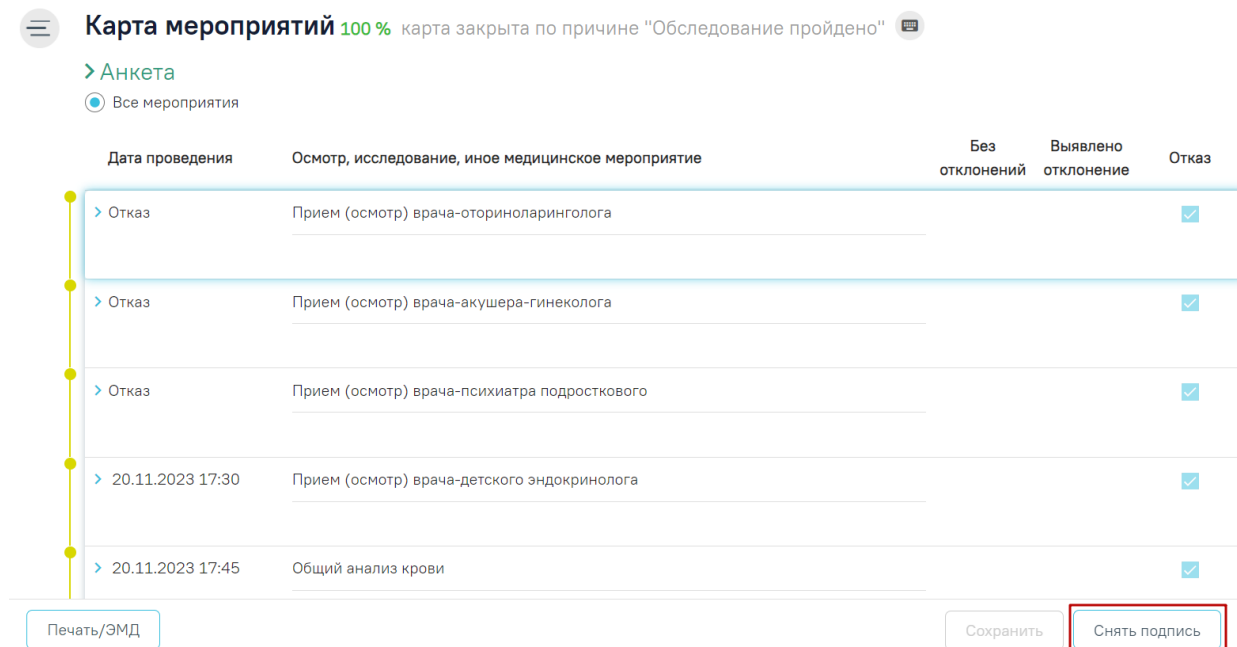 Карта мероприятий 100 % карта закрыта по причине "Обследование пройдено"
Анкета
Все мероприятия
Дата проведения Осмотр, исследование, иное медицинское мероприятие Без отклонений Выявлено отклонение Отказ
Отказ Прием (осмотр) врача-оториноларинголога
Отказ Прием (осмотр) врача-акушера-гинеколога
Отказ Прием (осмотр) врача-психиатра подросткового
20.11.2023 17:30 Прием (осмотр) врача-детского эндокринолога
20.11.2023 17:45 Общий анализ крови
Печать/ЭМД Сохранить Снять подпись